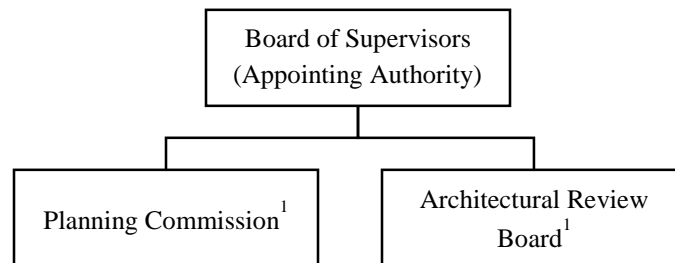 Board of Supervisors
(Appointing Authority)
Planning Commission¹
Architectural Review
Board¹